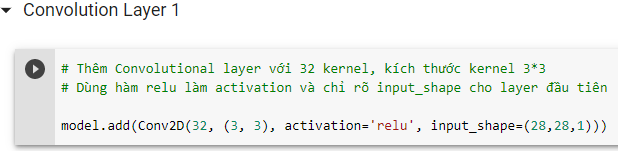 Convolution Layer 1
# Thêm Convolutional layer với 32 kernel, kích thước kernel 3*3
# Dùng hàm relu làm activation và chỉ rõ input_shape cho layer đầu tiên
model.add(Conv2D(32, (3, 3), activation='relu', input_shape=(28,28,1)))